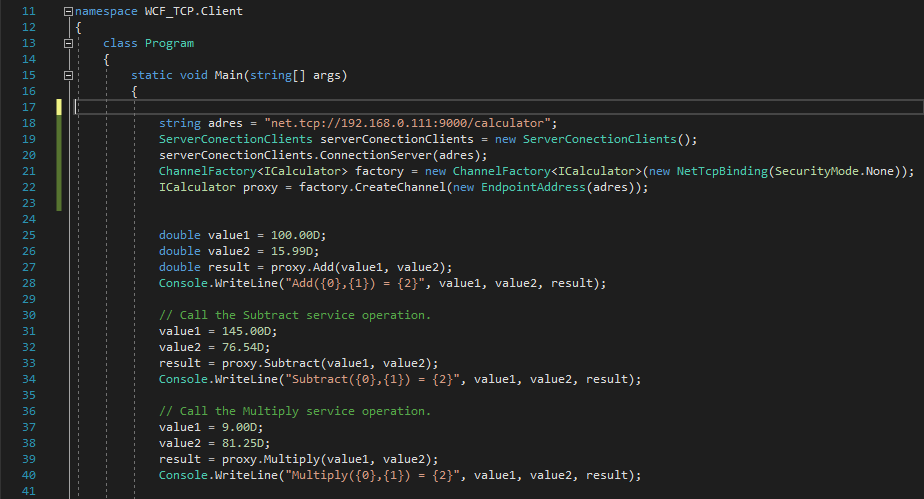 11 namespace WCF_TCP.Client
12 {
13 class Program
14 {
15 static void Main(string[] args)
16 {
17
18 string adres = "net.tcp://192.168.0.111:9000/calculator";
19 ServerConectionClients serverConectionClients = new ServerConectionClients();
20 serverConectionClients.ConnectionServer(adres);
21 ChannelFactory<ICalculator> factory = new ChannelFactory<ICalculator>(new NetTcpBinding(SecurityMode.None));
22 ICalculator proxy = factory.CreateChannel(new EndpointAddress(adres));
23
24
25 double value1 = 100.00D;
26 double value2 = 15.99D;
27 double result = proxy.Add(value1, value2);
28 Console.WriteLine("Add({0},{1}) = {2}", value1, value2, result);
29
30 // Call the Subtract service operation.
31 value1 = 145.00D;
32 value2 = 76.54D;
33 result = proxy.Subtract(value1, value2);
34 Console.WriteLine("Subtract({0},{1}) = {2}", value1, value2, result);
35
36 // Call the Multiply service operation.
37 value1 = 9.00D;
38 value2 = 81.25D;
39 result = proxy.Multiply(value1, value2);
40 Console.WriteLine("Multiply({0},{1}) = {2}", value1, value2, result);
41